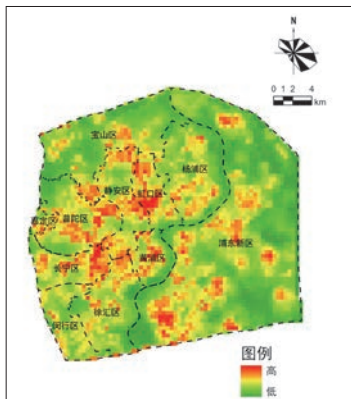 N
0 1 2 4
km
宝山区
杨浦区
静安区
虹口区
嘉定区
普陀区
浦东新区
黄浦区
长宁区
徐汇区
闵行区
图例
高
低